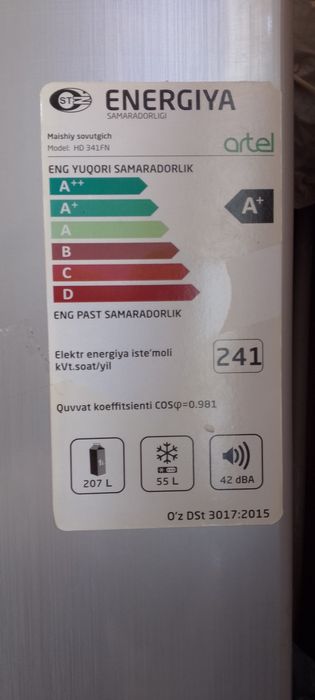 ENERGIYA
SAMARADORLIGI
Maishiy sovutgich
Model: HD 341FN
artel
ENG YUQORI SAMARADORLIK
A++
A+
A+
A
B
C
D
ENG PAST SAMARADORLIK
Elektr energiya iste'moli
kVt.soat/yil
241
Quvvat koeffitsienti COSφ=0.981
207 L
55 L
42 dBA
O'z DSt 3017:2015